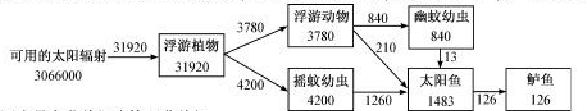 可用的太阳辐射
3066000
31920
浮游植物
31920
3780
4200
浮游动物
3780
摇蚊幼虫
4200
840
210
1260
幽蚊幼虫
840
13
太阳鱼
1483
126
鲈鱼
126